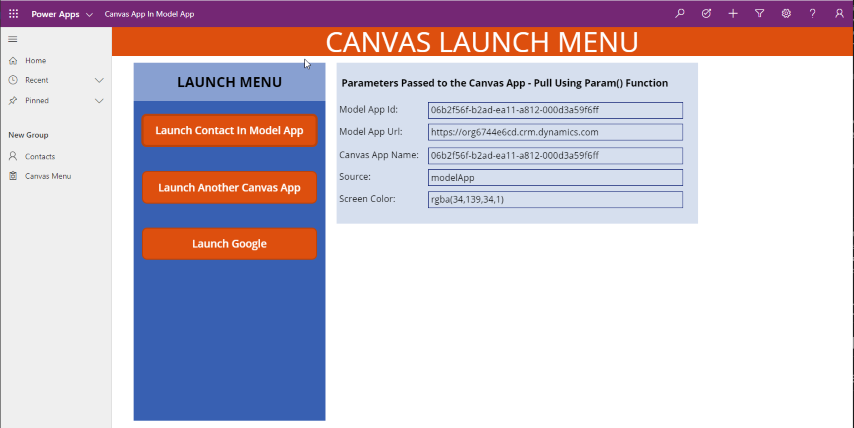 Power Apps
Canvas App In Model App
CANVAS LAUNCH MENU
Home
Recent
Pinned
New Group
Contacts
Canvas Menu
LAUNCH MENU
Launch Contact In Model App
Launch Another Canvas App
Launch Google
Parameters Passed to the Canvas App - Pull Using Param() Function
Model App Id: 06b2f56f-b2ad-ea11-a812-000d3a59f6ff
Model App Url: https://org6744e6cd.crm.dynamics.com
Canvas App Name: 06b2f56f-b2ad-ea11-a812-000d3a59f6ff
Source: modelApp
Screen Color: rgba(34,139,34,1)